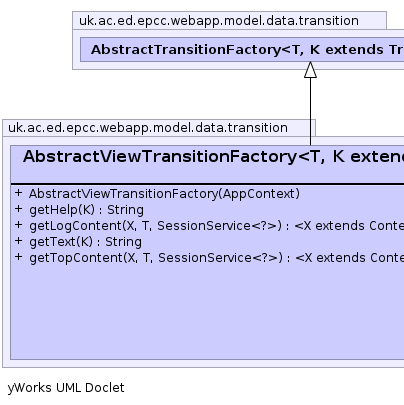 uk.ac.ed.epcc.webapp.model.data.transition
AbstractTransitionFactory<T, K extends Tr
uk.ac.ed.epcc.webapp.model.data.transition
AbstractViewTransitionFactory<T, K exten
+ AbstractViewTransitionFactory(AppContext)
+ getHelp(K) : String
+ getLogContent(X, T, SessionService<?>) : <X extends Conte
+ getText(K) : String
+ getTopContent(X, T, SessionService<?>) : <X extends Conte
yWorks UML Doclet